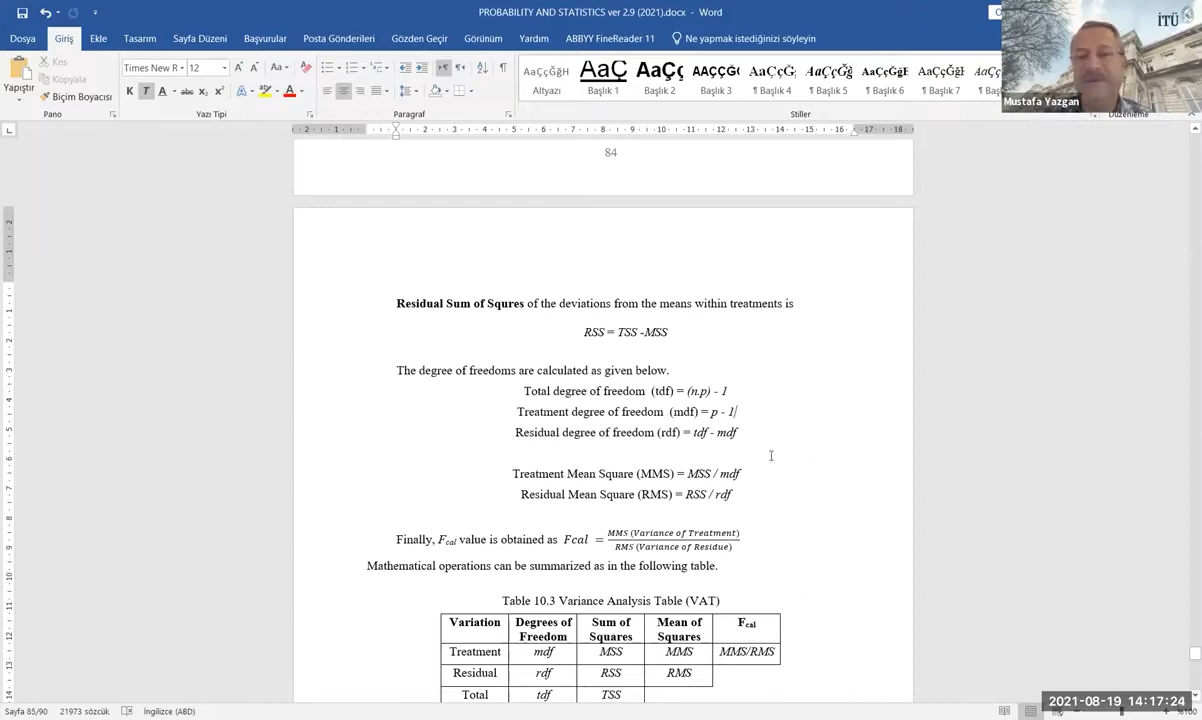 PROBABILITY AND STATISTICS ver 2.9 (2021).docx - Word
Dosya Giriş Ekle Tasarım Sayfa Düzeni Başvurular Posta Gönderileri Gözden Geçir Görünüm Yardım ABBYY FineReader 11 Ne yapmak istediğinizi söyleyin
İTÜ
Mustafa Yazgan
Yapıştır
Kes
Kopyala
Biçim Boyacısı
Times New R 12
Pano Yazı Tipi Paragraf Stiller Düzenleme
Altyazı Başlık 1 Başlık 2 Başlık 3 ¶ Başlık 4 ¶ Başlık 5 ¶ Başlık 6 ¶ Başlık 7 ¶ Başlık 8
84
Residual Sum of Squres of the deviations from the means within treatments is
RSS = TSS -MSS
The degree of freedoms are calculated as given below.
Total degree of freedom (tdf) = (n.p) - 1
Treatment degree of freedom (mdf) = p - 1
Residual degree of freedom (rdf) = tdf - mdf
Treatment Mean Square (MMS) = MSS / mdf
Residual Mean Square (RMS) = RSS / rdf
Finally, Fcal value is obtained as Fcal = MMS (Variance of Treatment) / RMS (Variance of Residue)
Mathematical operations can be summarized as in the following table.
Table 10.3 Variance Analysis Table (VAT)
Variation Degrees of Freedom Sum of Squares Mean of Squares Fcal
Treatment mdf MSS MMS MMS/RMS
Residual rdf RSS RMS
Total tdf TSS
Sayfa 85/90 21973 sözcük İngilizce (ABD) %100
2021-08-19 14:17:24